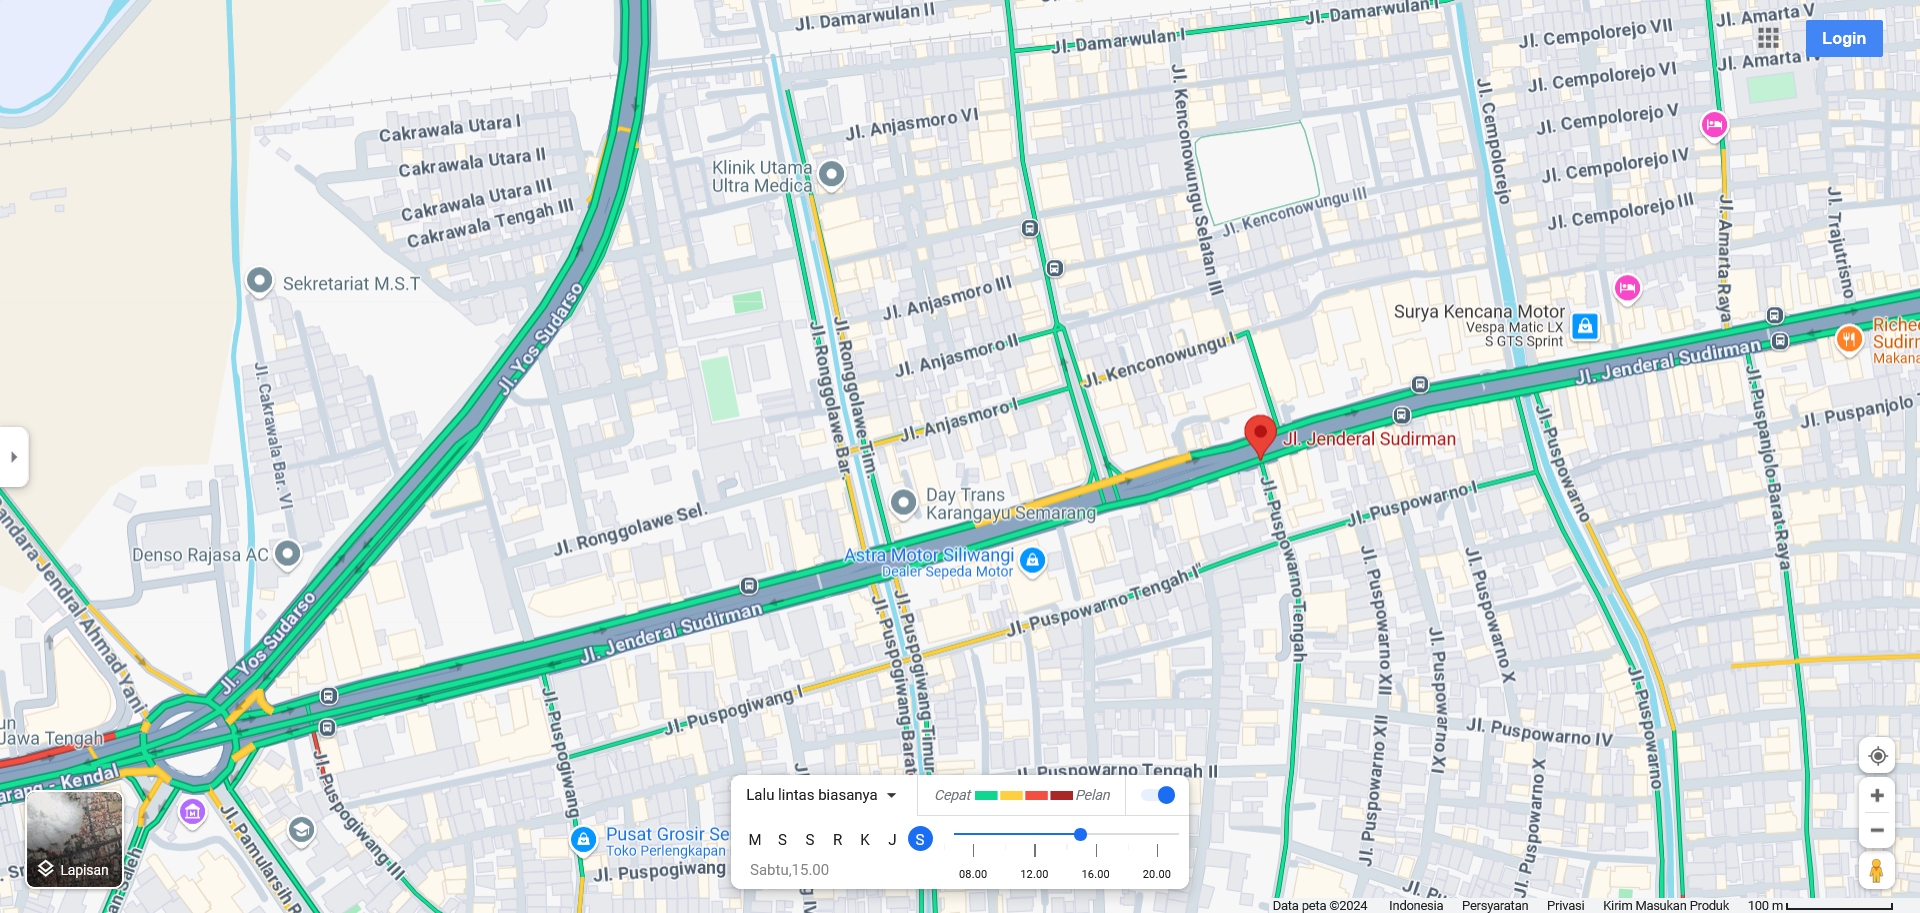 Jl. Damarwulan II
Jl. Damarwulan I
Jl. Damarwulan I
Jl. Amarta V
Login
Jl. Cempolorejo VII
Jl. Amarta IV
Jl. Cempolorejo VI
Jl. Cempolorejo V
Jl. Cempolorejo IV
Jl. Cempolorejo III
Jl. Cempolorejo
Jl. Amarta Raya
Jl. Trajutrisno
Cakrawala Utara I
Cakrawala Utara II
Cakrawala Utara III
Cakrawala Tengah III
Jl. Anjasmoro VI
Klinik Utama
Ultra Medica
Jl. Kenconowungu Selatan III
Jl. Kenconowungu III
Sekretariat M.S.T
Jl. Yos Sudarso
Jl. Anjasmoro III
Jl. Anjasmoro II
Jl. Anjasmoro I
Jl. Kenconowungu I
Jl. Ronggolawe Bar.
Jl. Ronggolawe Tim.
Surya Kencana Motor
Vespa Matic LX
S GTS Sprint
Jl. Jenderal Sudirman
Jl. Cakrawala Bar. VI
Jl. Jenderal Sudirman
Jl. Puspanjolo
Jl. Puspanjolo Barat Raya
Jl. Puspowarno
Jl. Ronggolawe Sel.
Day Trans
Karangayu Semarang
Astra Motor Siliwangi
Dealer Sepeda Motor
Denso Rajasa AC
Jl. Puspowarno I
Jl. Puspowarno Tengah I
Jl. Puspowarno Tengah
Jl. Puspowarno XII
Jl. Puspowarno X
Jl. Puspowarno XI
Jl. Yos Sudarso
Jl. Jenderal Sudirman
Jl. Puspogiwang I
Jl. Puspogiwang Barat
Jl. Puspogiwang Timur
Jl. Puspogiwang
Jawa Tengah
Jl. Puspogiwang III
Jl. Puspowarno IV
Jl. Puspowarno Tengah II
Jl. Puspowarno
Jl. Puspowarno XII
Jl. Puspowarno X
Pusat Grosir Se
Toko Perlengkapan
Jl. Puspogiwang
Lapisan
Lalu lintas biasanya
Cepat
Pelan
M S S R K J S
Sabtu,15.00
08.00 12.00 16.00 20.00
Data peta ©2024 Indonesia Persyaratan Privasi Kirim Masukan Produk 100 m